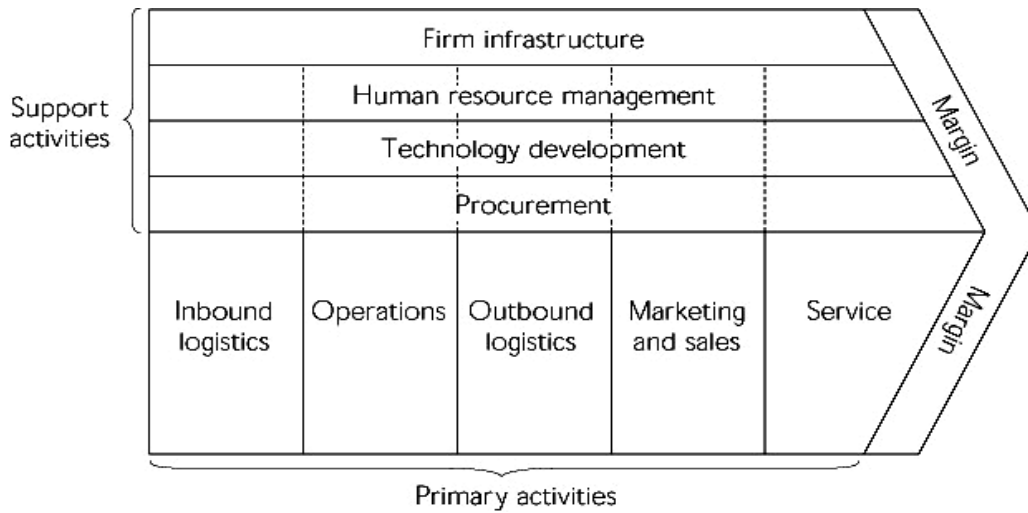 Firm infrastructure
Human resource management
Support
activities
Technology development
Procurement
Margin
Inbound
logistics
Operations
Outbound
logistics
Marketing
and sales
Service
Margin
Primary activities